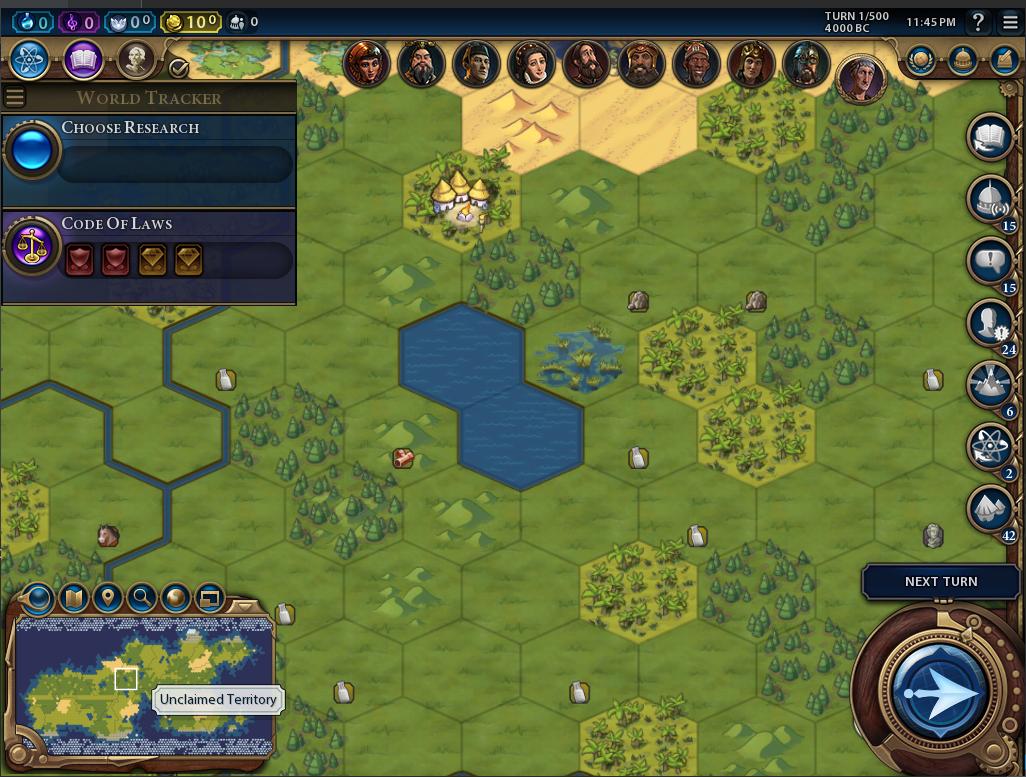 0 0 0⁰ 10⁰ 0
TURN 1/500
4000 BC
11:45 PM
?
WORLD TRACKER
CHOOSE RESEARCH
CODE OF LAWS
15
15
24
6
2
42
NEXT TURN
Unclaimed Territory